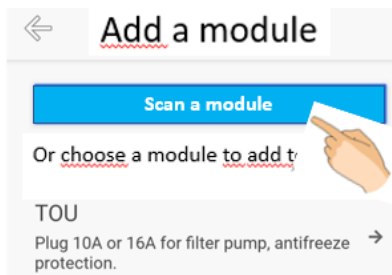 Add a module
Scan a module
Or choose a module to add
TOU
Plug 10A or 16A for filter pump, antifreeze
protection.